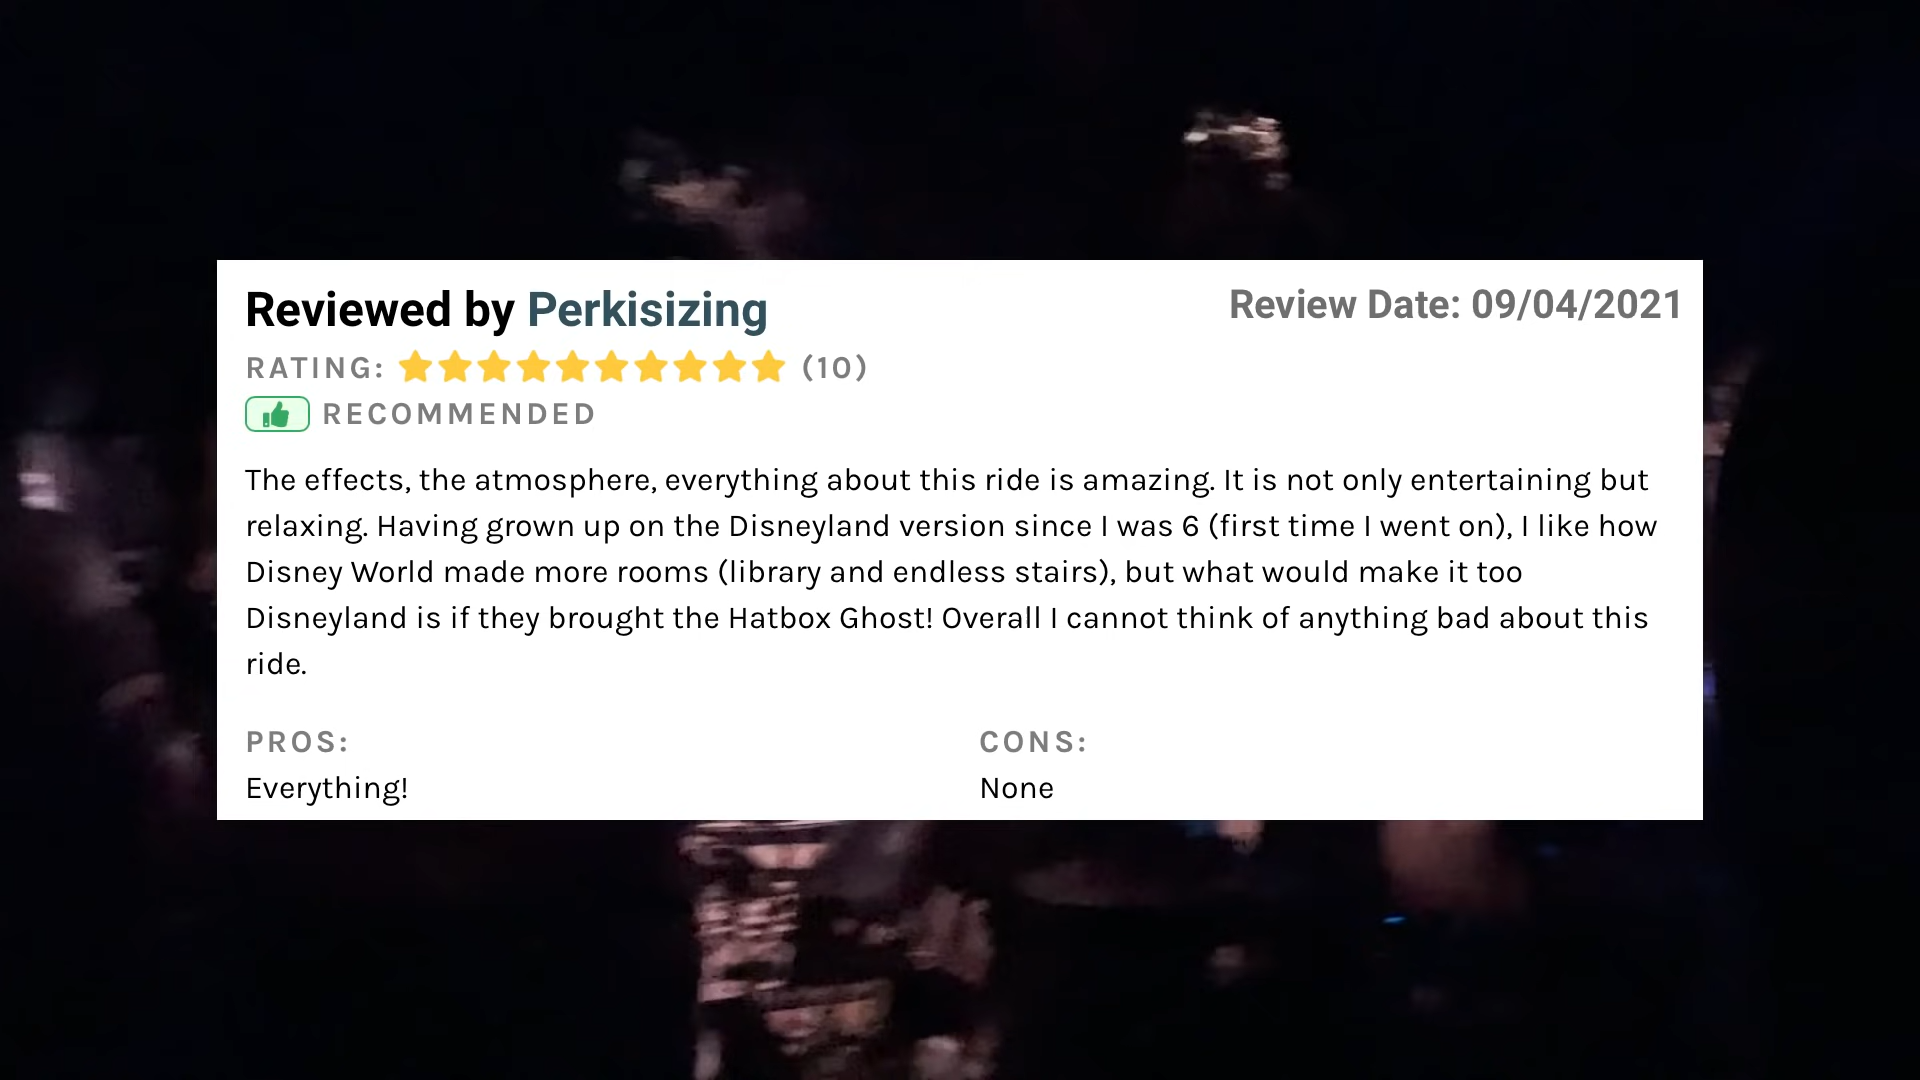 Reviewed by Perkisizing
Review Date: 09/04/2021
RATING: (10)
RECOMMENDED
The effects, the atmosphere, everything about this ride is amazing. It is not only entertaining but
relaxing. Having grown up on the Disneyland version since I was 6 (first time I went on), I like how
Disney World made more rooms (library and endless stairs), but what would make it too
Disneyland is if they brought the Hatbox Ghost! Overall I cannot think of anything bad about this
ride.
PROS:
Everything!
CONS:
None